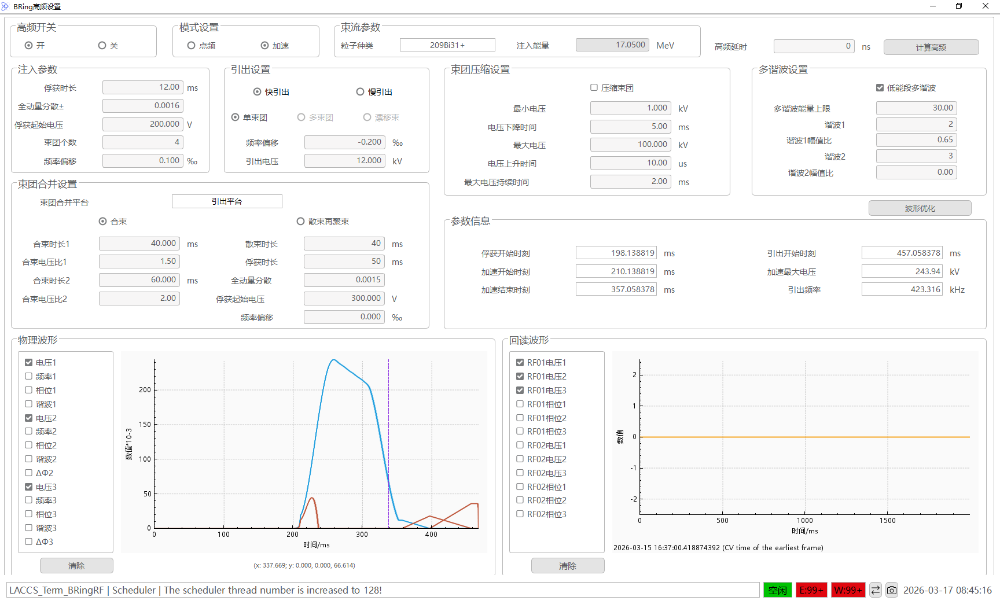 BRing高频设置
高频开关
开
关
模式设置
点频
加速
束流参数
粒子种类
209Bi31+
注入能量
17.0500
MeV
高频延时
0
ns
计算高频
注入参数
俘获时长
12.00
ms
全动量分散±
0.0016
俘获起始电压
200.000
V
束团个数
4
频率偏移
0.100
‰
引出设置
快引出
慢引出
单束团
多束团
漂移束
频率偏移
-0.200
‰
引出电压
12.000
kV
束团压缩设置
压缩束团
最小电压
1.000
kV
电压下降时间
5.00
ms
最大电压
100.000
kV
电压上升时间
10.00
us
最大电压持续时间
2.00
ms
多谐波设置
低能段多谐波
多谐波能量上限
30.00
谐波1
2
谐波1幅值比
0.65
谐波2
3
谐波2幅值比
0.00
波形优化
束团合并设置
束团合并平台
引出平台
合束
散束再聚束
合束时长1
40.000
ms
合束电压比1
1.50
合束时长2
60.000
ms
合束电压比2
2.00
散束时长
40
ms
俘获时长
50
ms
全动量分散
0.0015
俘获起始电压
300.000
V
频率偏移
0.000
‰
参数信息
俘获开始时刻
198.138819
ms
加速开始时刻
210.138819
ms
加速结束时刻
357.058378
ms
引出开始时刻
457.058378
ms
加速最大电压
243.94
kV
引出频率
423.316
kHz
物理波形
电压1
频率1
相位1
谐波1
电压2
频率2
相位2
谐波2
ΔΦ2
电压3
频率3
相位3
谐波3
ΔΦ3
清除
数值*10-3
200
150
100
50
0
0
100
200
300
400
时间/ms
(x: 337.669; y: 0.000, 0.000, 66.614)
回读波形
RF01电压1
RF01电压2
RF01电压3
RF01相位1
RF01相位2
RF01相位3
RF02电压1
RF02电压2
RF02电压3
RF02相位1
RF02相位2
RF02相位3
清除
数值
2
1
0
-1
-2
0
500
1000
1500
时间/ms
2026-03-15 16:37:00.418874392 (CV time of the earliest frame)
LACCS_Term_BRingRF | Scheduler | The scheduler thread number is increased to 128!
空闲
E:99+
W:99+
2026-03-17 08:45:16